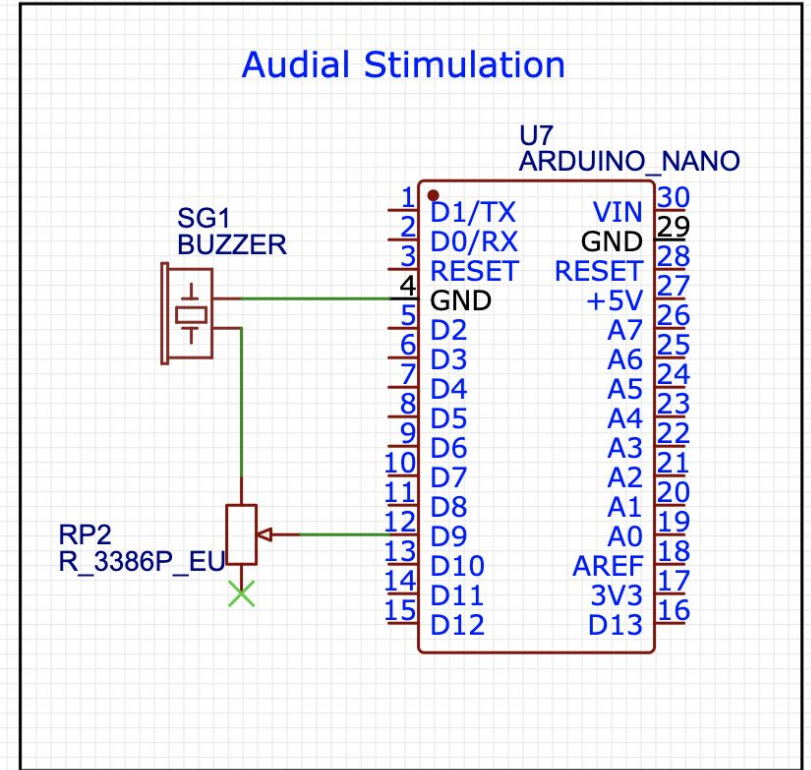 Audial Stimulation
U7
ARDUINO_NANO
SG1
BUZZER
1 D1/TX VIN 30
2 D0/RX GND 29
3 RESET RESET 28
4 GND +5V 27
5 D2 A7 26
6 D3 A6 25
7 D4 A5 24
8 D5 A4 23
9 D6 A3 22
10 D7 A2 21
11 D8 A1 20
12 D9 A0 19
13 D10 AREF 18
14 D11 3V3 17
15 D12 D13 16
RP2
R_3386P_EU